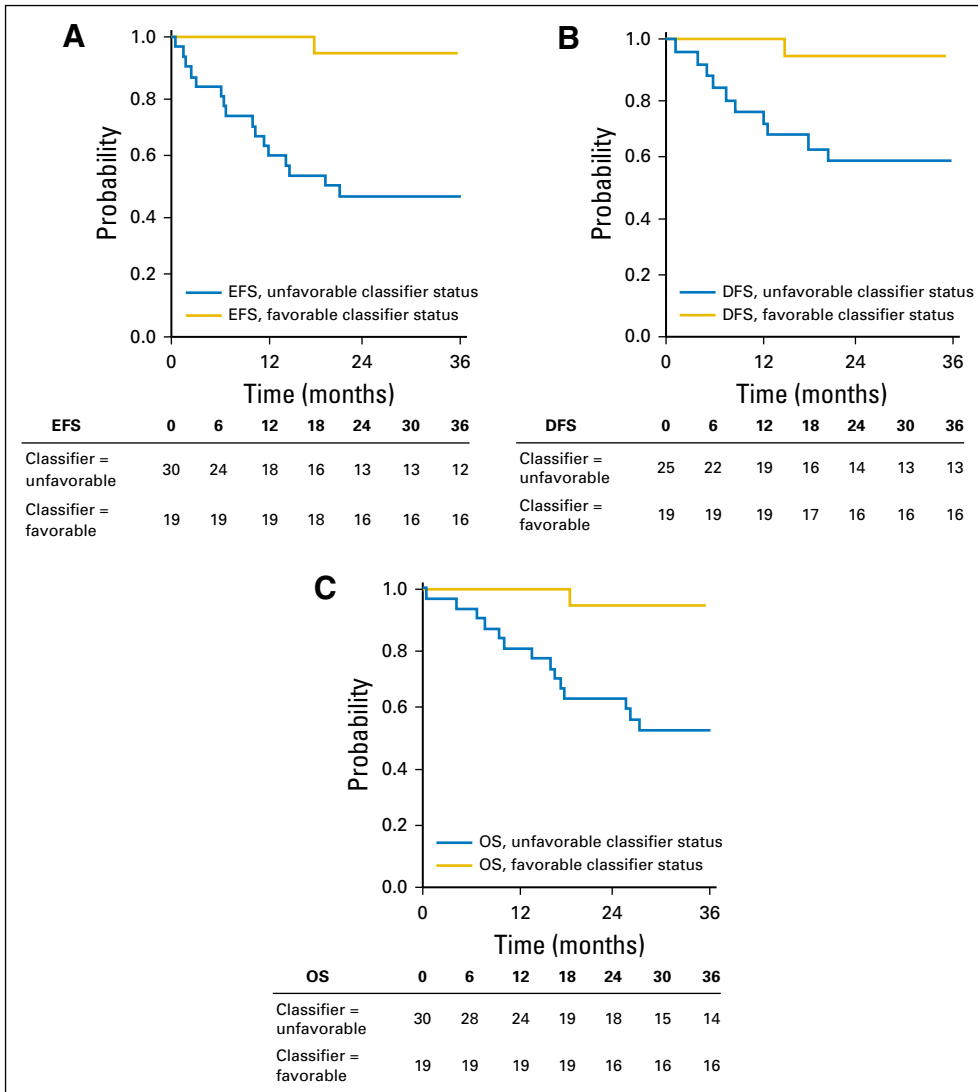 A
1.0
0.8
0.6
0.4
0.2
0.0
Probability
EFS, unfavorable classifier status
EFS, favorable classifier status
0 12 24 36
Time (months)
EFS 0 6 12 18 24 30 36
Classifier =
unfavorable 30 24 18 16 13 13 12
Classifier =
favorable 19 19 19 18 16 16 16
B
1.0
0.8
0.6
0.4
0.2
0.0
Probability
DFS, unfavorable classifier status
DFS, favorable classifier status
0 12 24 36
Time (months)
DFS 0 6 12 18 24 30 36
Classifier =
unfavorable 25 22 19 16 14 13 13
Classifier =
favorable 19 19 19 17 16 16 16
C
1.0
0.8
0.6
0.4
0.2
0.0
Probability
OS, unfavorable classifier status
OS, favorable classifier status
0 12 24 36
Time (months)
OS 0 6 12 18 24 30 36
Classifier =
unfavorable 30 28 24 19 18 15 14
Classifier =
favorable 19 19 19 19 16 16 16